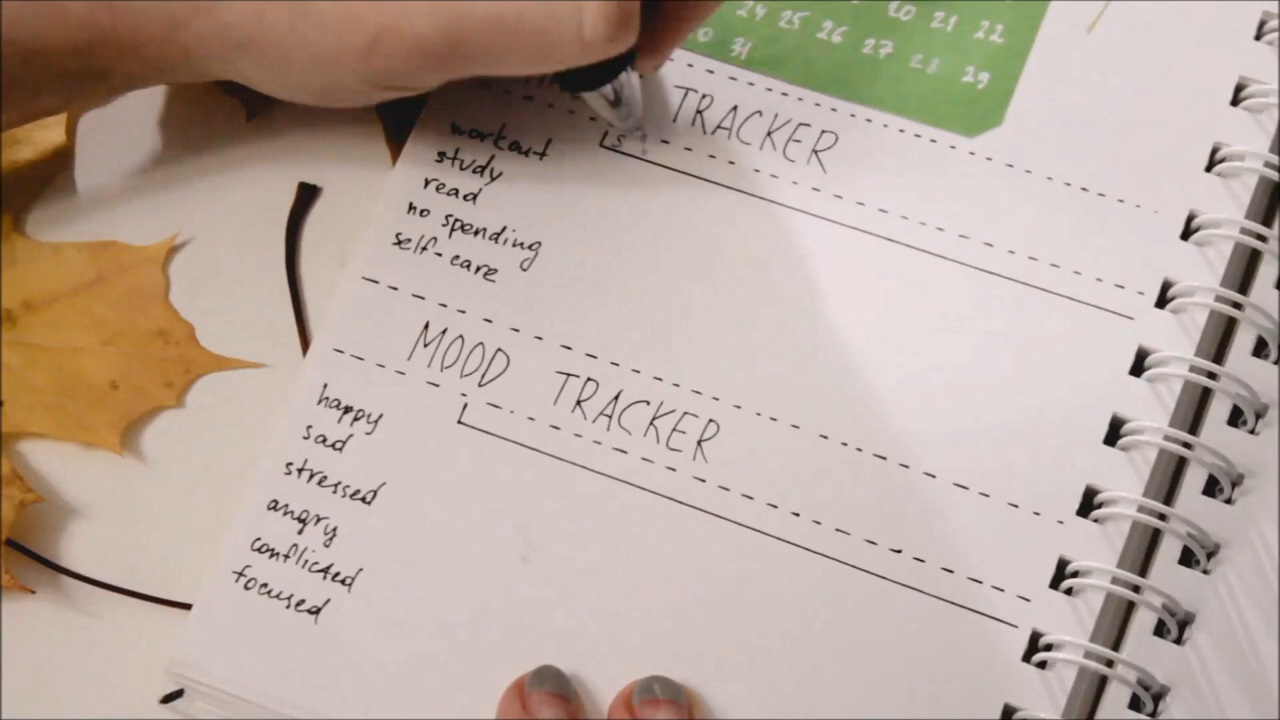 20 21 22
24 25 26 27 28 29
31
TRACKER
s
workout
study
read
no spending
self-care
MOOD TRACKER
happy
sad
stressed
angry
conflicted
focused